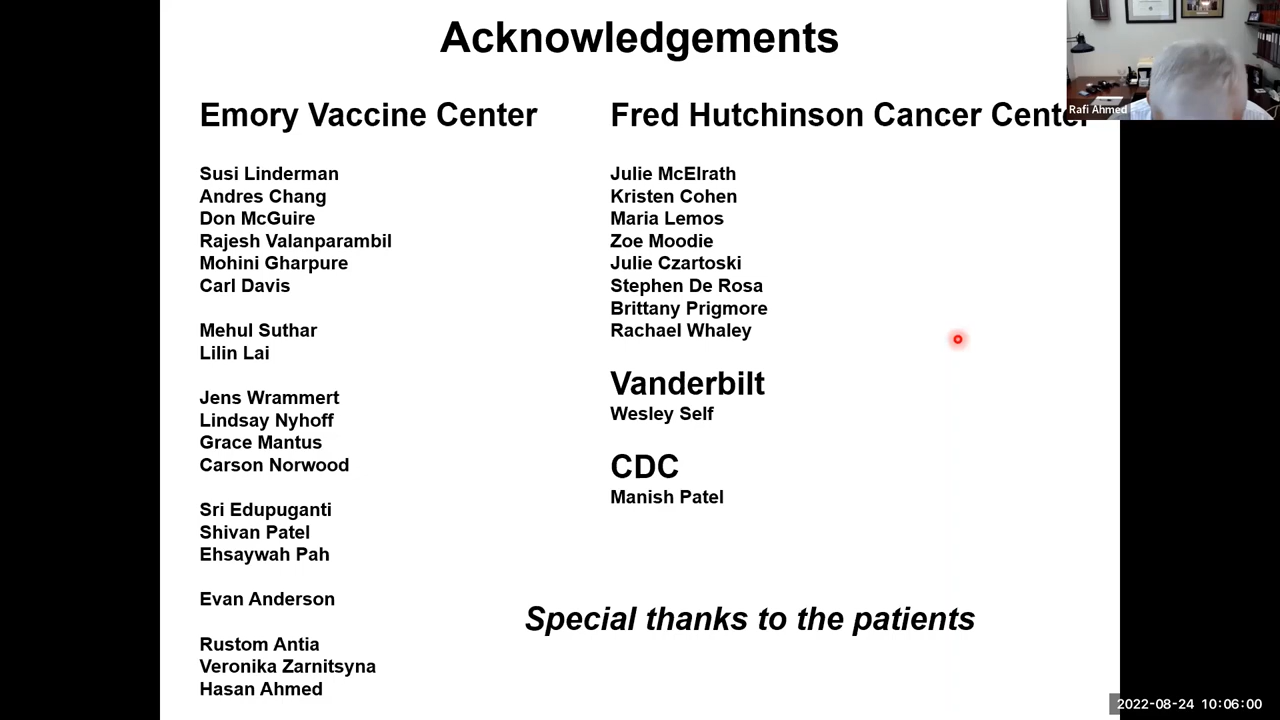 Acknowledgements
Emory Vaccine Center
Susi Linderman
Andres Chang
Don McGuire
Rajesh Valanparambil
Mohini Gharpure
Carl Davis
Mehul Suthar
Lilin Lai
Jens Wrammert
Lindsay Nyhoff
Grace Mantus
Carson Norwood
Sri Edupuganti
Shivan Patel
Ehsaywah Pah
Evan Anderson
Rustom Antia
Veronika Zarnitsyna
Hasan Ahmed
Fred Hutchinson Cancer Center
Julie McElrath
Kristen Cohen
Maria Lemos
Zoe Moodie
Julie Czartoski
Stephen De Rosa
Brittany Prigmore
Rachael Whaley
Vanderbilt
Wesley Self
CDC
Manish Patel
Special thanks to the patients
Rafi Ahmed
2022-08-24 10:06:00